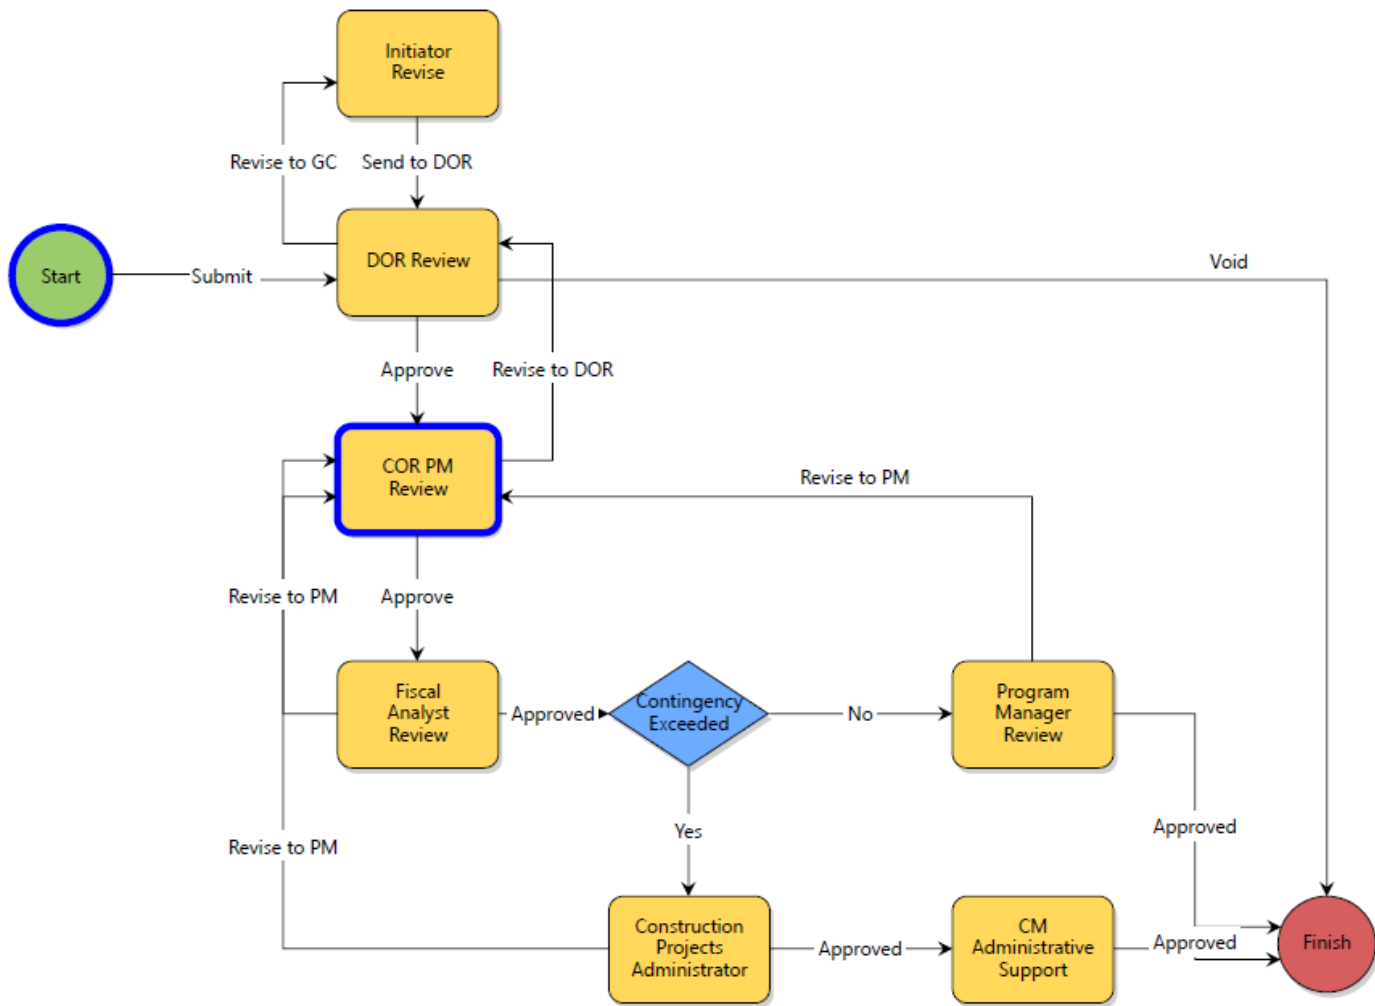 Initiator
Revise
Revise to GC
Send to DOR
Start
Submit
DOR Review
Void
Approve
Revise to DOR
COR PM
Review
Revise to PM
Revise to PM
Approve
Fiscal
Analyst
Review
Approved
Contingency
Exceeded
No
Program
Manager
Review
Yes
Approved
Revise to PM
Construction
Projects
Administrator
Approved
CM
Administrative
Support
Approved
Finish